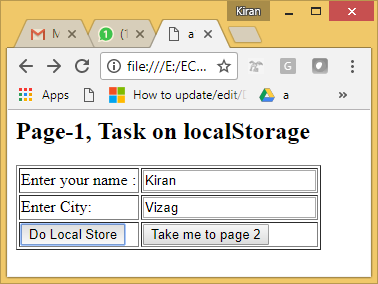 Kiran
M (1 a
file:///E:/EC...
Apps How to update/edit/ a »
Page-1, Task on localStorage
Enter your name : Kiran
Enter City: Vizag
Do Local Store Take me to page 2